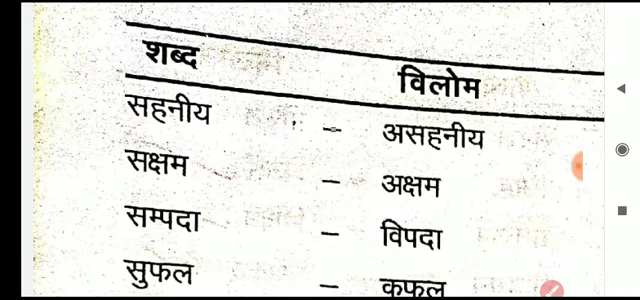 शब्द विलोम
सहनीय – असहनीय
सक्षम – अक्षम
सम्पदा – विपदा
सुफल – कुफल